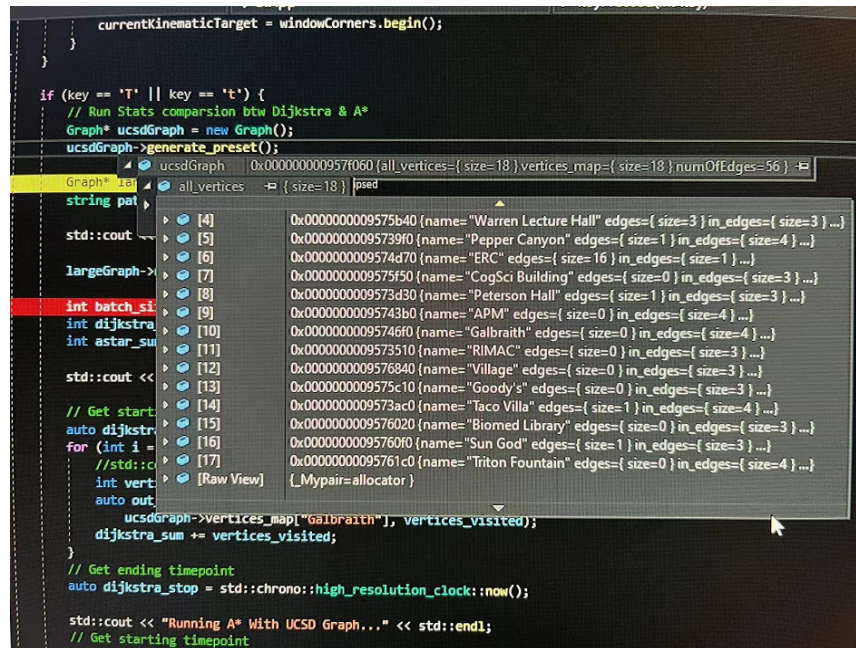 currentKinematicTarget = windowCorners.begin();
}
}
if (key == 'T' || key == 't') {
// Run Stats comparsion btw Dijkstra & A*
Graph* ucsdGraph = new Graph();
ucsdGraph->generate_preset();
ucsdGraph 0x000000000957f060 {all_vertices={ size=18 } vertices_map={ size=18 } numOfEdges=56 }
Graph* lar
all_vertices { size=18 } psed
string pat
[4] 0x0000000009575b40 {name="Warren Lecture Hall" edges={ size=3 } in_edges={ size=3 } ...}
std::cout
[5] 0x00000000095739f0 {name="Pepper Canyon" edges={ size=1 } in_edges={ size=4 } ...}
[6] 0x0000000009574d70 {name="ERC" edges={ size=16 } in_edges={ size=1 } ...}
largeGraph->
[7] 0x0000000009575f50 {name="CogSci Building" edges={ size=0 } in_edges={ size=3 } ...}
[8] 0x0000000009573d30 {name="Peterson Hall" edges={ size=1 } in_edges={ size=3 } ...}
int batch_si
[9] 0x00000000095743b0 {name="APM" edges={ size=0 } in_edges={ size=4 } ...}
int dijkstra_
[10] 0x00000000095746f0 {name="Galbraith" edges={ size=0 } in_edges={ size=4 } ...}
int astar_su
[11] 0x0000000009573510 {name="RIMAC" edges={ size=0 } in_edges={ size=3 } ...}
[12] 0x0000000009576840 {name="Village" edges={ size=0 } in_edges={ size=3 } ...}
std::cout <<
[13] 0x0000000009575c10 {name="Goody's" edges={ size=0 } in_edges={ size=3 } ...}
[14] 0x0000000009573ac0 {name="Taco Villa" edges={ size=1 } in_edges={ size=4 } ...}
// Get start
[15] 0x0000000009576020 {name="Biomed Library" edges={ size=0 } in_edges={ size=3 } ...}
auto dijkstr
[16] 0x00000000095760f0 {name="Sun God" edges={ size=1 } in_edges={ size=3 } ...}
for (int i =
[17] 0x00000000095761c0 {name="Triton Fountain" edges={ size=0 } in_edges={ size=4 } ...}
//std::c
[Raw View] {_Mypair=allocator }
int vert
auto out_
ucsdGraph->vertices_map["Galbraith"], vertices_visited);
dijkstra_sum += vertices_visited;
}
// Get ending timepoint
auto dijkstra_stop = std::chrono::high_resolution_clock::now();
std::cout << "Running A* With UCSD Graph..." << std::endl;
// Get starting timepoint